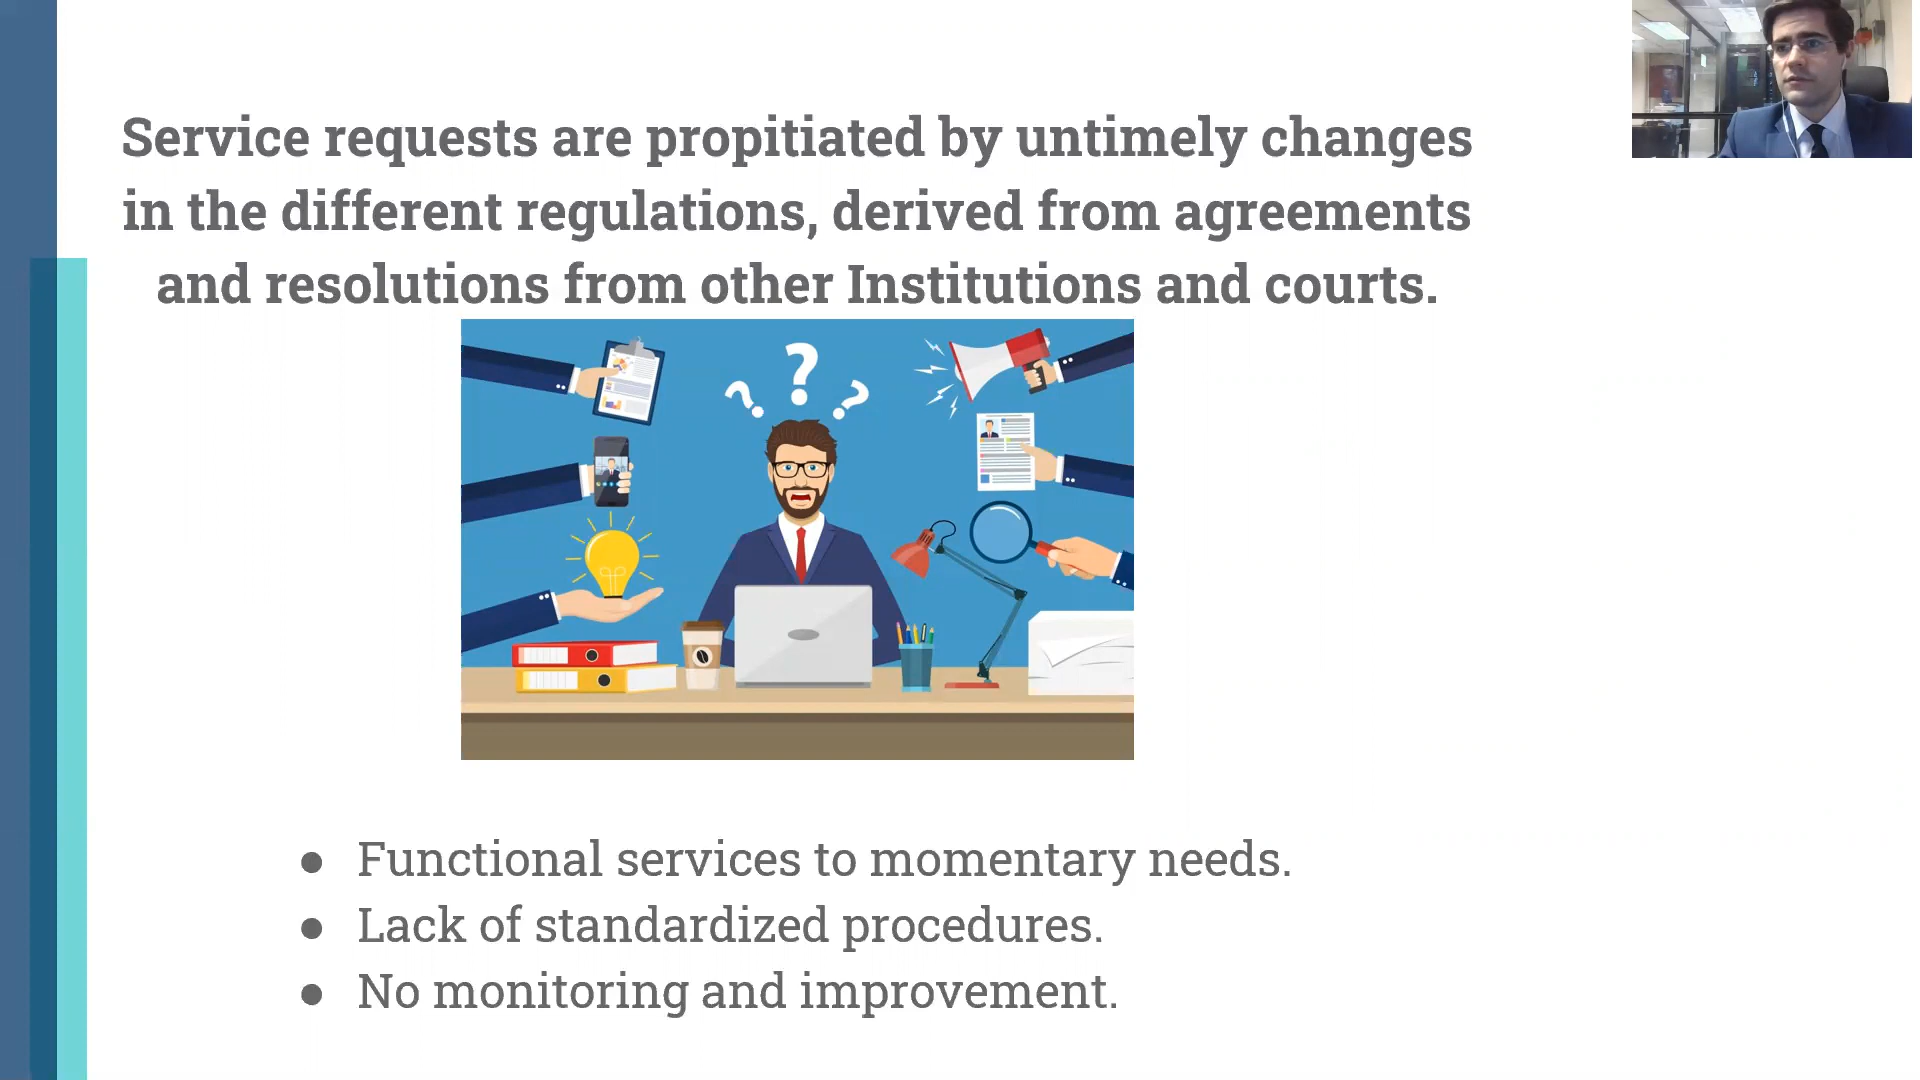 Service requests are propitiated by untimely changes
in the different regulations, derived from agreements
and resolutions from other Institutions and courts.
? ? ?
● Functional services to momentary needs.
● Lack of standardized procedures.
● No monitoring and improvement.